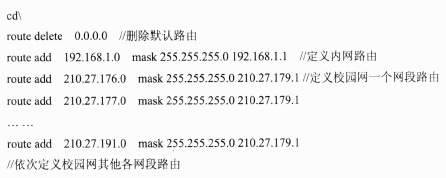 cd\
route delete 0.0.0.0 //删除默认路由
route add 192.168.1.0 mask 255.255.255.0 192.168.1.1 //定义内网路由
route add 210.27.176.0 mask 255.255.255.0 210.27.179.1 //定义校园网一个网段路由
route add 210.27.177.0 mask 255.255.255.0 210.27.179.1
… …
route add 210.27.191.0 mask 255.255.255.0 210.27.179.1
//依次定义校园网其他各网段路由